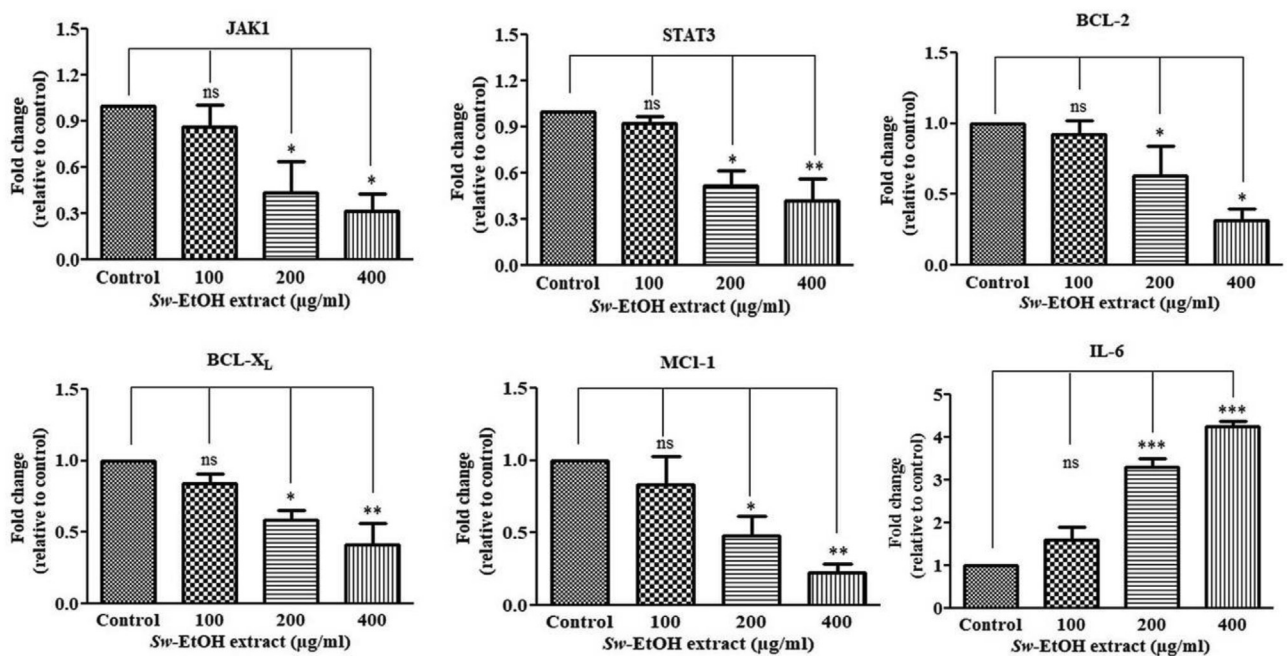 JAK1
Fold change
(relative to control)
1.5
1.2
0.9
0.6
0.3
0.0
ns
*
*
Control 100 200 400
Sw-EtOH extract (µg/ml)
STAT3
Fold change
(relative to control)
1.5
1.2
0.9
0.6
0.3
0.0
ns
*
**
Control 100 200 400
Sw-EtOH extract (µg/ml)
BCL-2
Fold change
(relative to control)
1.5
1.0
0.5
0.0
ns
*
*
Control 100 200 400
Sw-EtOH extract (µg/ml)
BCL-XL
Fold change
(relative to control)
1.5
1.0
0.5
0.0
ns
*
**
Control 100 200 400
Sw-EtOH extract (µg/ml)
MCl-1
Fold change
(relative to control)
1.5
1.0
0.5
0.0
ns
*
**
Control 100 200 400
Sw-EtOH extract (µg/ml)
IL-6
Fold change
(relative to control)
5
4
3
2
1
0
ns
***
***
Control 100 200 400
Sw-EtOH extract (µg/ml)